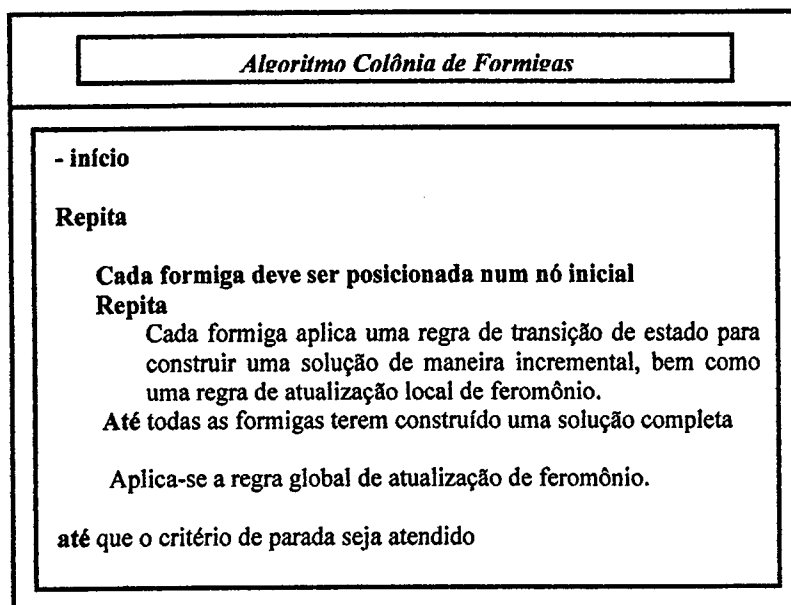 Algoritmo Colônia de Formigas
- início
Repita
Cada formiga deve ser posicionada num nó inicial
Repita
Cada formiga aplica uma regra de transição de estado para
construir uma solução de maneira incremental, bem como
uma regra de atualização local de feromônio.
Até todas as formigas terem construído uma solução completa
Aplica-se a regra global de atualização de feromônio.
até que o critério de parada seja atendido